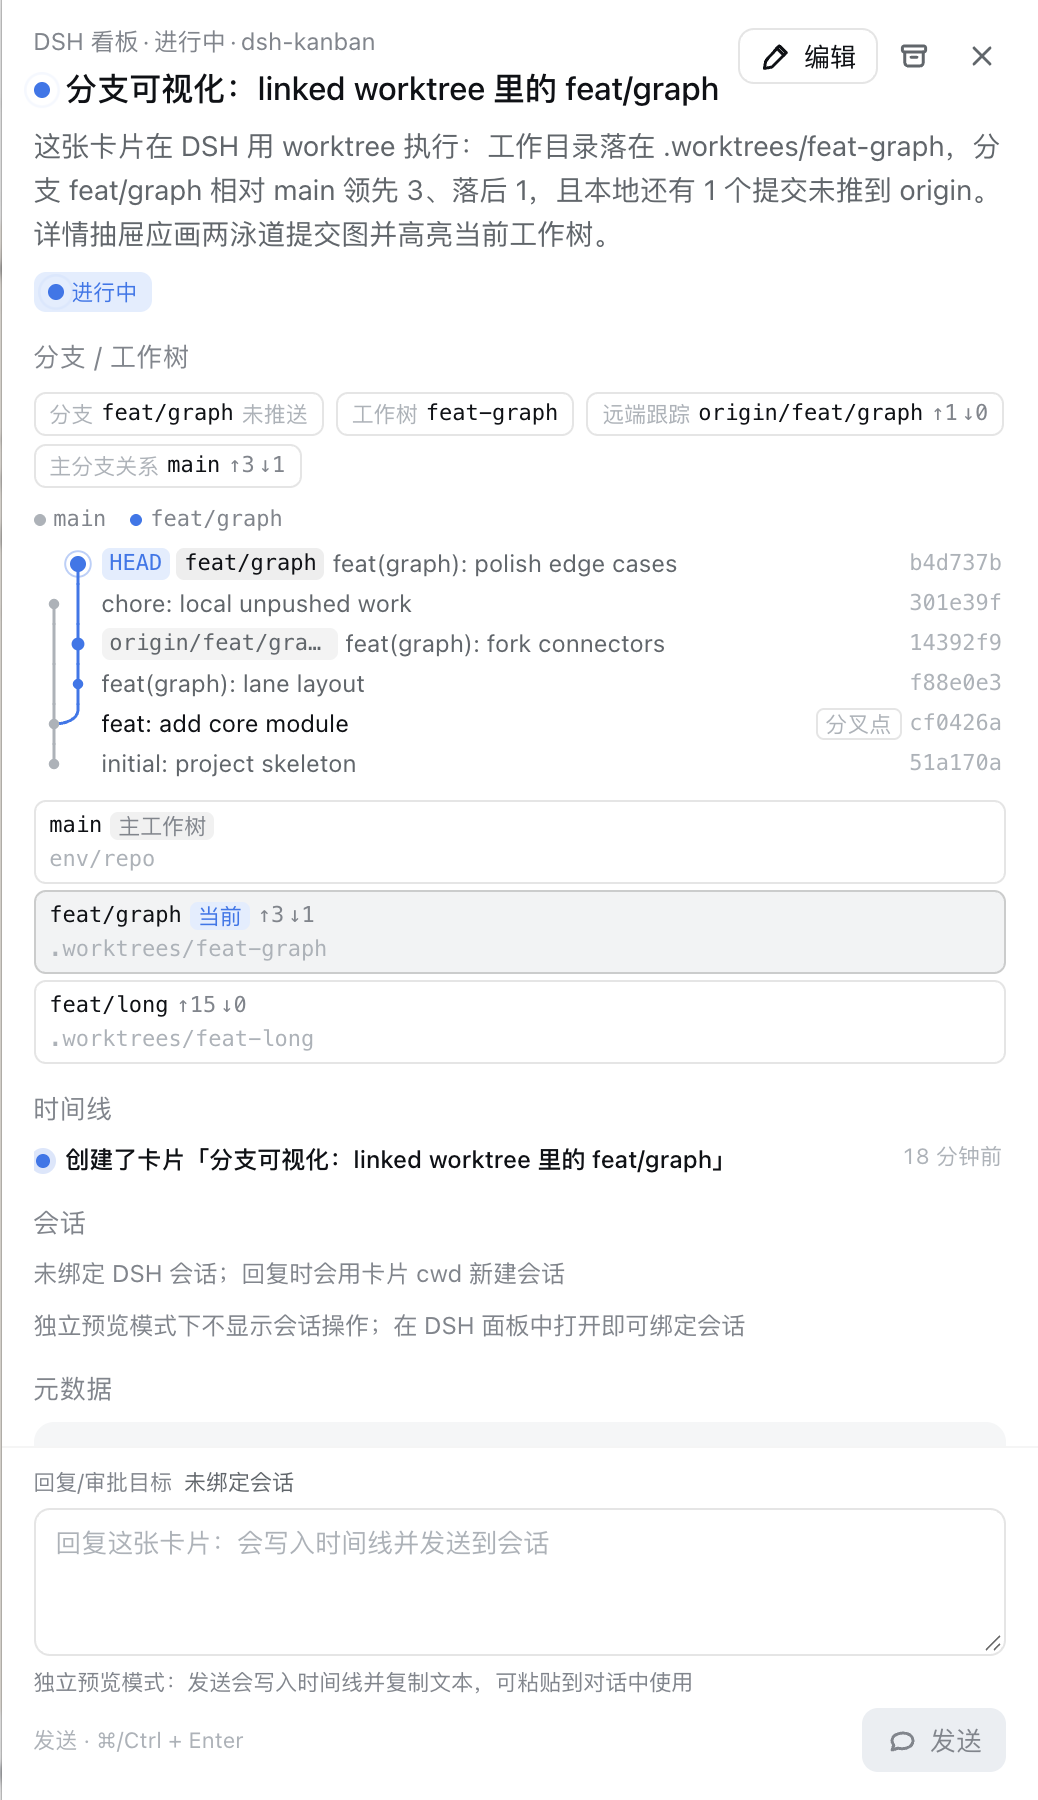 DSH 看板 · 进行中 · dsh-kanban
编辑
分支可视化：linked worktree 里的 feat/graph
这张卡片在 DSH 用 worktree 执行：工作目录落在 .worktrees/feat-graph，分
支 feat/graph 相对 main 领先 3、落后 1，且本地还有 1 个提交未推到 origin。
详情抽屉应画两泳道提交图并高亮当前工作树。
进行中
分支 / 工作树
分支 feat/graph 未推送 工作树 feat-graph 远端跟踪 origin/feat/graph ↑1↓0
主分支关系 main ↑3↓1
main feat/graph
HEAD feat/graph feat(graph): polish edge cases b4d737b
chore: local unpushed work 301e39f
origin/feat/gra… feat(graph): fork connectors 14392f9
feat(graph): lane layout f88e0e3
feat: add core module 分叉点 cf0426a
initial: project skeleton 51a170a
main 主工作树
env/repo
feat/graph 当前 ↑3↓1
.worktrees/feat-graph
feat/long ↑15↓0
.worktrees/feat-long
时间线
创建了卡片「分支可视化：linked worktree 里的 feat/graph」 18 分钟前
会话
未绑定 DSH 会话；回复时会用卡片 cwd 新建会话
独立预览模式下不显示会话操作；在 DSH 面板中打开即可绑定会话
元数据
回复/审批目标 未绑定会话
回复这张卡片：会写入时间线并发送到会话
独立预览模式：发送会写入时间线并复制文本，可粘贴到对话中使用
发送 · ⌘/Ctrl + Enter
发送